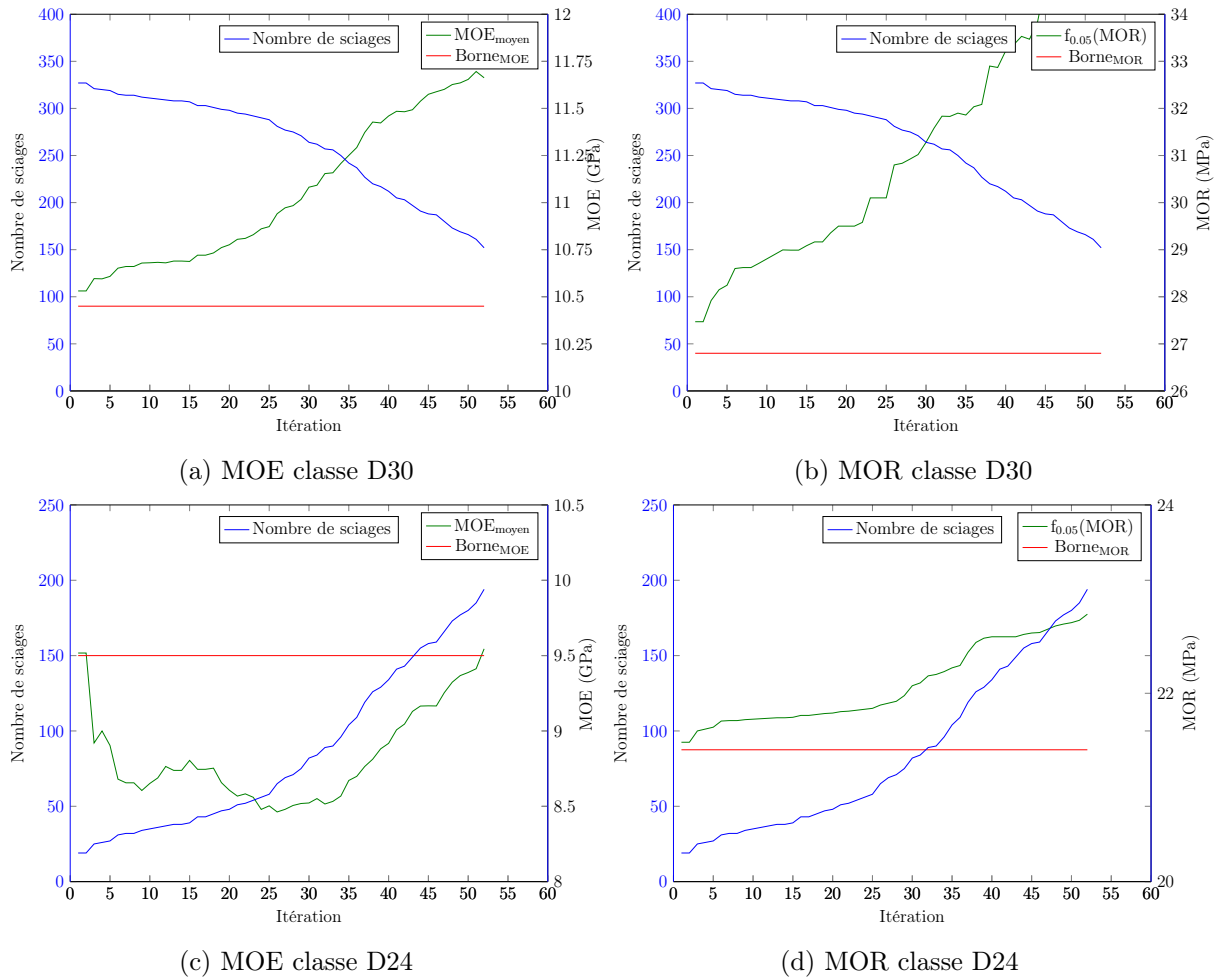 Nombre de sciages
MOE_moyen
Borne_MOE
400
350
300
250
200
150
100
50
0
Nombre de sciages
12
11.75
11.5
11.25
11
10.75
10.5
10.25
10
MOE (GPa)
0 5 10 15 20 25 30 35 40 45 50 55 60
Itération
(a) MOE classe D30
Nombre de sciages
f_0.05(MOR)
Borne_MOR
400
350
300
250
200
150
100
50
0
Nombre de sciages
34
33
32
31
30
29
28
27
26
MOR (MPa)
0 5 10 15 20 25 30 35 40 45 50 55 60
Itération
(b) MOR classe D30
Nombre de sciages
MOE_moyen
Borne_MOE
250
200
150
100
50
0
Nombre de sciages
10.5
10
9.5
9
8.5
8
MOE (GPa)
0 5 10 15 20 25 30 35 40 45 50 55 60
Itération
(c) MOE classe D24
Nombre de sciages
f_0.05(MOR)
Borne_MOR
250
200
150
100
50
0
Nombre de sciages
24
22
20
MOR (MPa)
0 5 10 15 20 25 30 35 40 45 50 55 60
Itération
(d) MOR classe D24